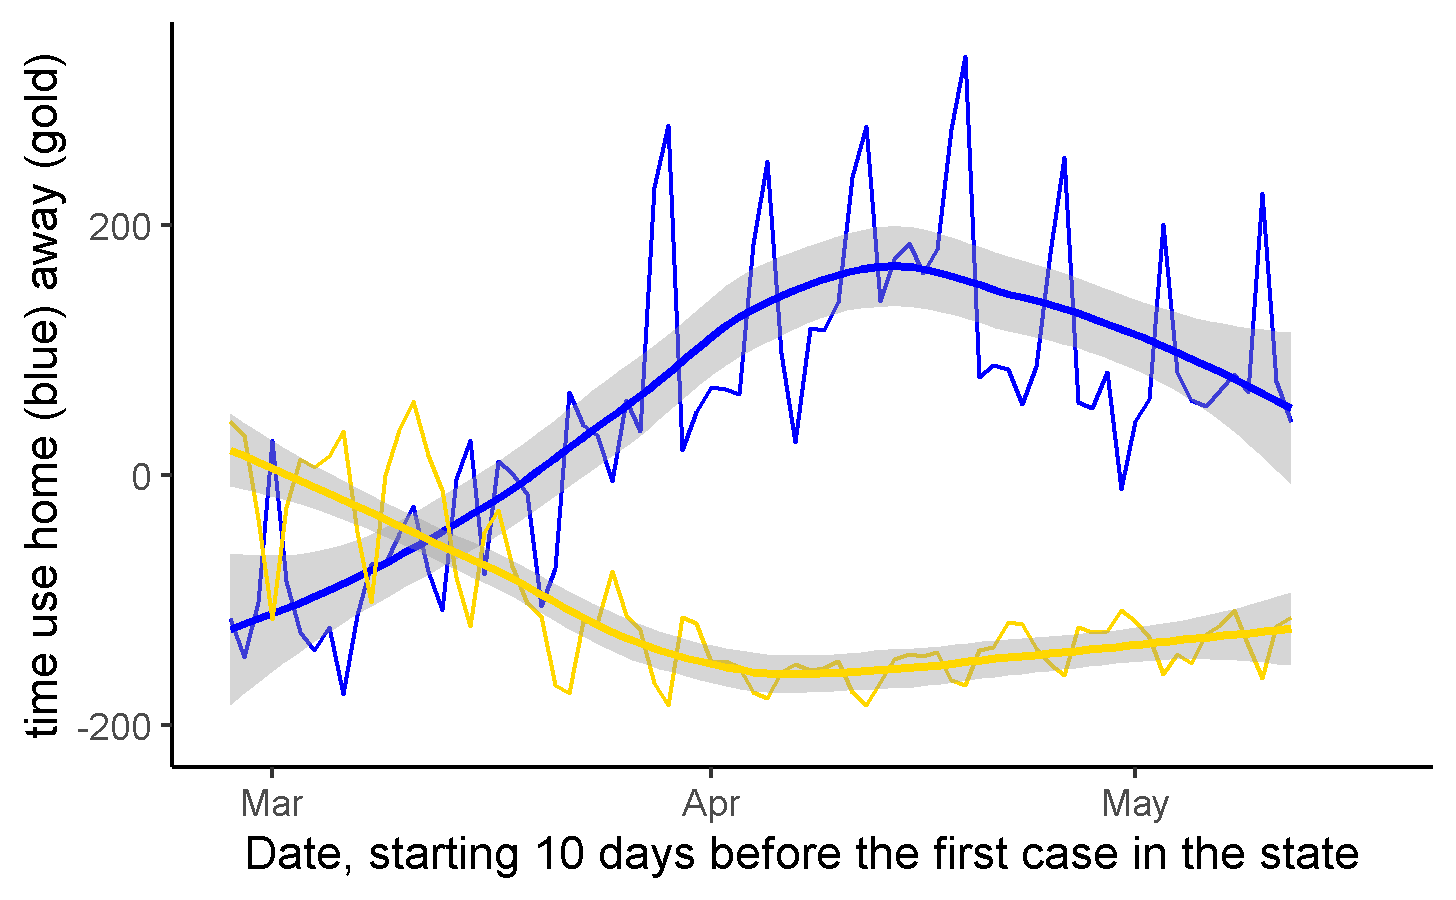 time use home (blue) away (gold)
200
0
-200
Mar
Apr
May
Date, starting 10 days before the first case in the state